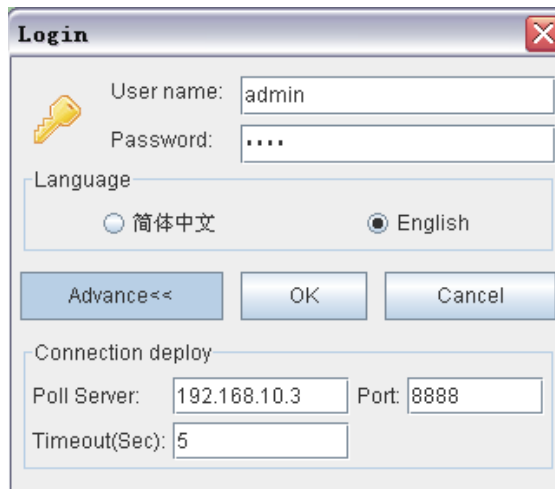 Login
User name: admin
Password: ····
Language
简体中文 English
Advance<< OK Cancel
Connection deploy
Poll Server: 192.168.10.3 Port: 8888
Timeout(Sec): 5